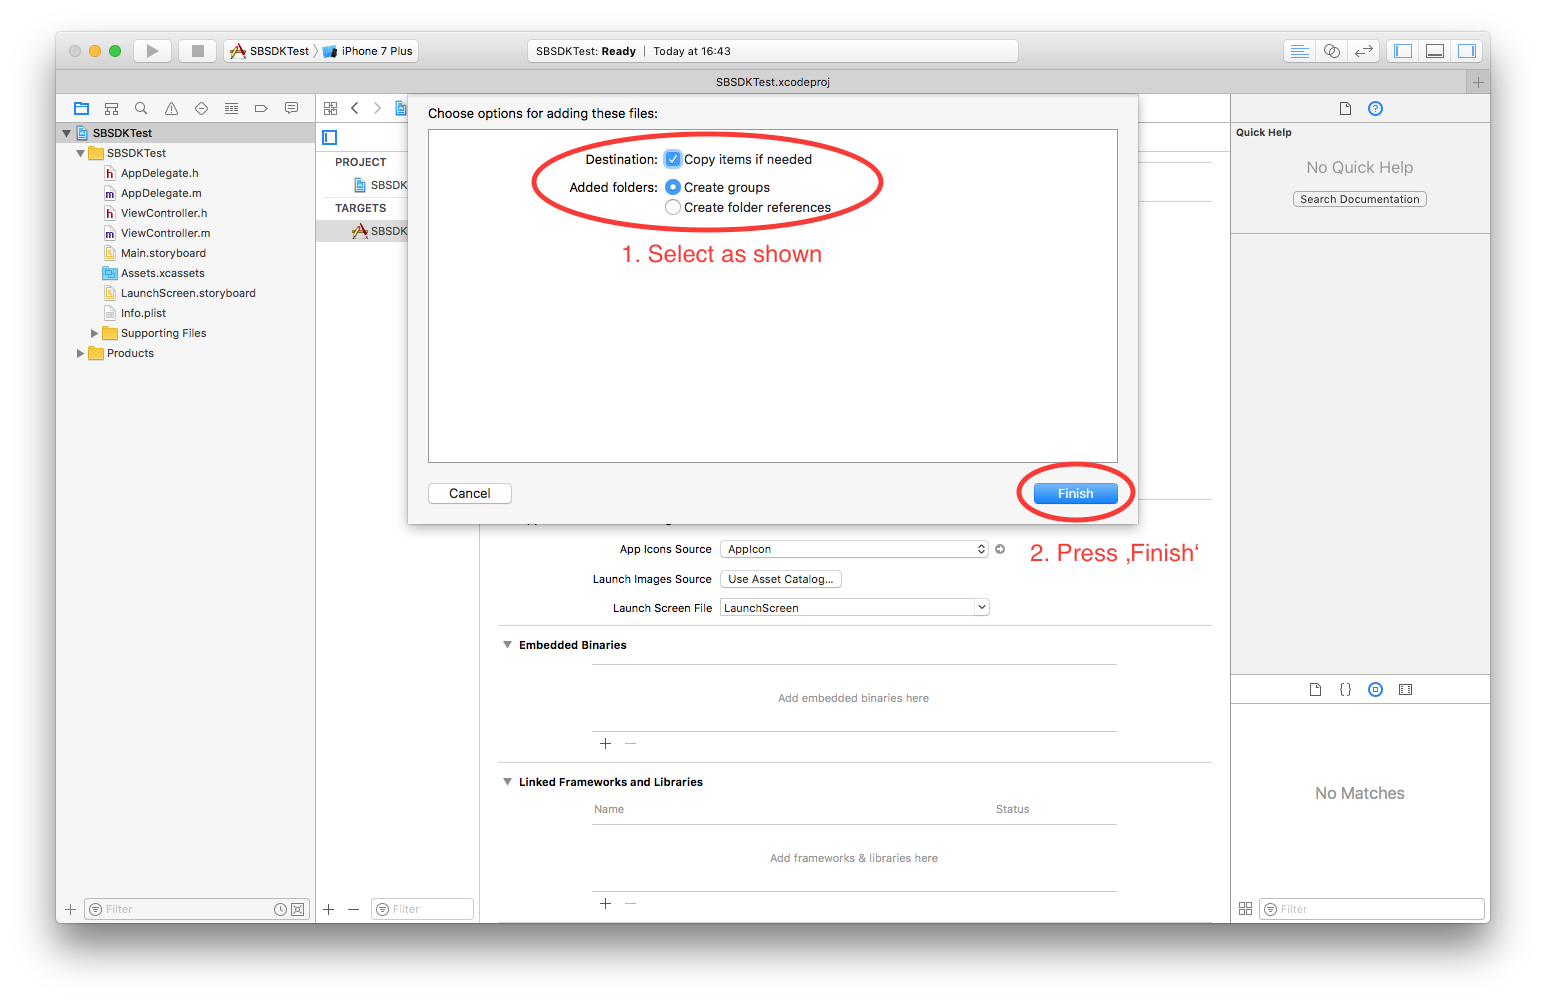 SBSDKTest
iPhone 7 Plus
SBSDKTest: Ready | Today at 16:43
SBSDKTest.xcodeproj
SBSDKTest
SBSDKTest
AppDelegate.h
AppDelegate.m
ViewController.h
ViewController.m
Main.storyboard
Assets.xcassets
LaunchScreen.storyboard
Info.plist
Supporting Files
Products
Filter
PROJECT
SBSDK
TARGETS
SBSDK
Filter
Choose options for adding these files:
Destination: Copy items if needed
Added folders: Create groups
Create folder references
1. Select as shown
Cancel
Finish
2. Press ‚Finish‘
App Icons Source AppIcon
Launch Images Source Use Asset Catalog...
Launch Screen File LaunchScreen
Embedded Binaries
Add embedded binaries here
Linked Frameworks and Libraries
Name Status
Add frameworks & libraries here
Quick Help
No Quick Help
Search Documentation
No Matches
Filter